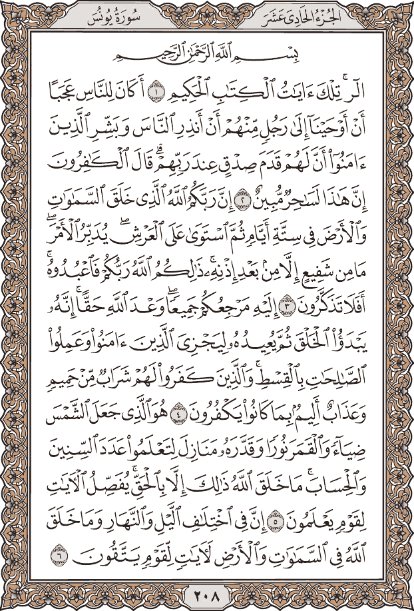 سُورَةُ يُونُس الجُزْءُ الحَادِيَ عَشَرَ
بِسْمِ اللَّهِ الرَّحْمَٰنِ الرَّحِيمِ
الٓر ۚ تِلْكَ ءَايَٰتُ ٱلْكِتَٰبِ ٱلْحَكِيمِ ١ أَكَانَ لِلنَّاسِ عَجَبًا
أَنْ أَوْحَيْنَآ إِلَىٰ رَجُلٍ مِّنْهُمْ أَنْ أَنذِرِ ٱلنَّاسَ وَبَشِّرِ ٱلَّذِينَ
ءَامَنُوٓا۟ أَنَّ لَهُمْ قَدَمَ صِدْقٍ عِندَ رَبِّهِمْ ۗ قَالَ ٱلْكَٰفِرُونَ
إِنَّ هَٰذَا لَسَٰحِرٌ مُّبِينٌ ٢ إِنَّ رَبَّكُمُ ٱللَّهُ ٱلَّذِى خَلَقَ ٱلسَّمَٰوَٰتِ
وَٱلْأَرْضَ فِى سِتَّةِ أَيَّامٍ ثُمَّ ٱسْتَوَىٰ عَلَى ٱلْعَرْشِ ۖ يُدَبِّرُ ٱلْأَمْرَ ۖ
مَا مِن شَفِيعٍ إِلَّا مِنۢ بَعْدِ إِذْنِهِۦ ۚ ذَٰلِكُمُ ٱللَّهُ رَبُّكُمْ فَٱعْبُدُوهُ ۚ
أَفَلَا تَذَكَّرُونَ ٣ إِلَيْهِ مَرْجِعُكُمْ جَمِيعًا ۖ وَعْدَ ٱللَّهِ حَقًّا ۚ إِنَّهُۥ
يَبْدَؤُا۟ ٱلْخَلْقَ ثُمَّ يُعِيدُهُۥ لِيَجْزِىَ ٱلَّذِينَ ءَامَنُوا۟ وَعَمِلُوا۟
ٱلصَّٰلِحَٰتِ بِٱلْقِسْطِ ۚ وَٱلَّذِينَ كَفَرُوا۟ لَهُمْ شَرَابٌ مِّنْ حَمِيمٍ
وَعَذَابٌ أَلِيمٌۢ بِمَا كَانُوا۟ يَكْفُرُونَ ٤ هُوَ ٱلَّذِى جَعَلَ ٱلشَّمْسَ
ضِيَآءً وَٱلْقَمَرَ نُورًا وَقَدَّرَهُۥ مَنَازِلَ لِتَعْلَمُوا۟ عَدَدَ ٱلسِّنِينَ
وَٱلْحِسَابَ ۚ مَا خَلَقَ ٱللَّهُ ذَٰلِكَ إِلَّا بِٱلْحَقِّ ۚ يُفَصِّلُ ٱلْءَايَٰتِ
لِقَوْمٍ يَعْلَمُونَ ٥ إِنَّ فِى ٱخْتِلَٰفِ ٱلَّيْلِ وَٱلنَّهَارِ وَمَا خَلَقَ
ٱللَّهُ فِى ٱلسَّمَٰوَٰتِ وَٱلْأَرْضِ لَءَايَٰتٍ لِّقَوْمٍ يَتَّقُونَ ٦
٢٠٨